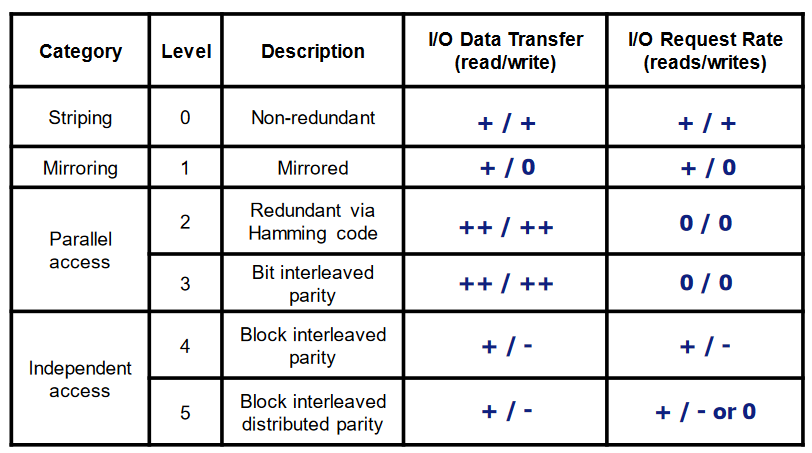 Category Level Description I/O Data Transfer (read/write) I/O Request Rate (reads/writes)
Striping 0 Non-redundant + / + + / +
Mirroring 1 Mirrored + / 0 + / 0
Parallel access
2 Redundant via Hamming code ++ / ++ 0 / 0
3 Bit interleaved parity ++ / ++ 0 / 0
Independent access
4 Block interleaved parity + / - + / -
5 Block interleaved distributed parity + / - + / - or 0